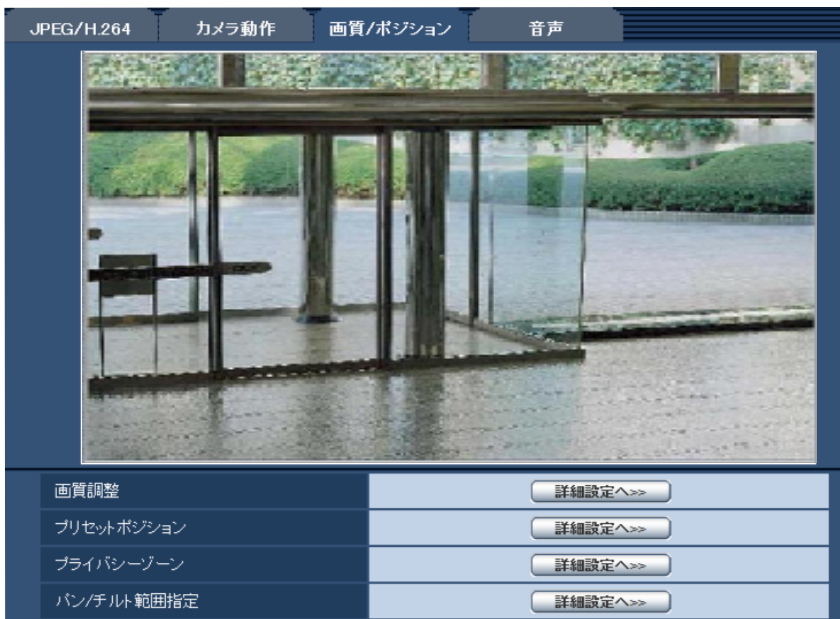 JPEG/H.264 カメラ動作 画質/ポジション 音声
画質調整 詳細設定へ>>
プリセットポジション 詳細設定へ>>
プライバシーゾーン 詳細設定へ>>
パン/チルト範囲指定 詳細設定へ>>